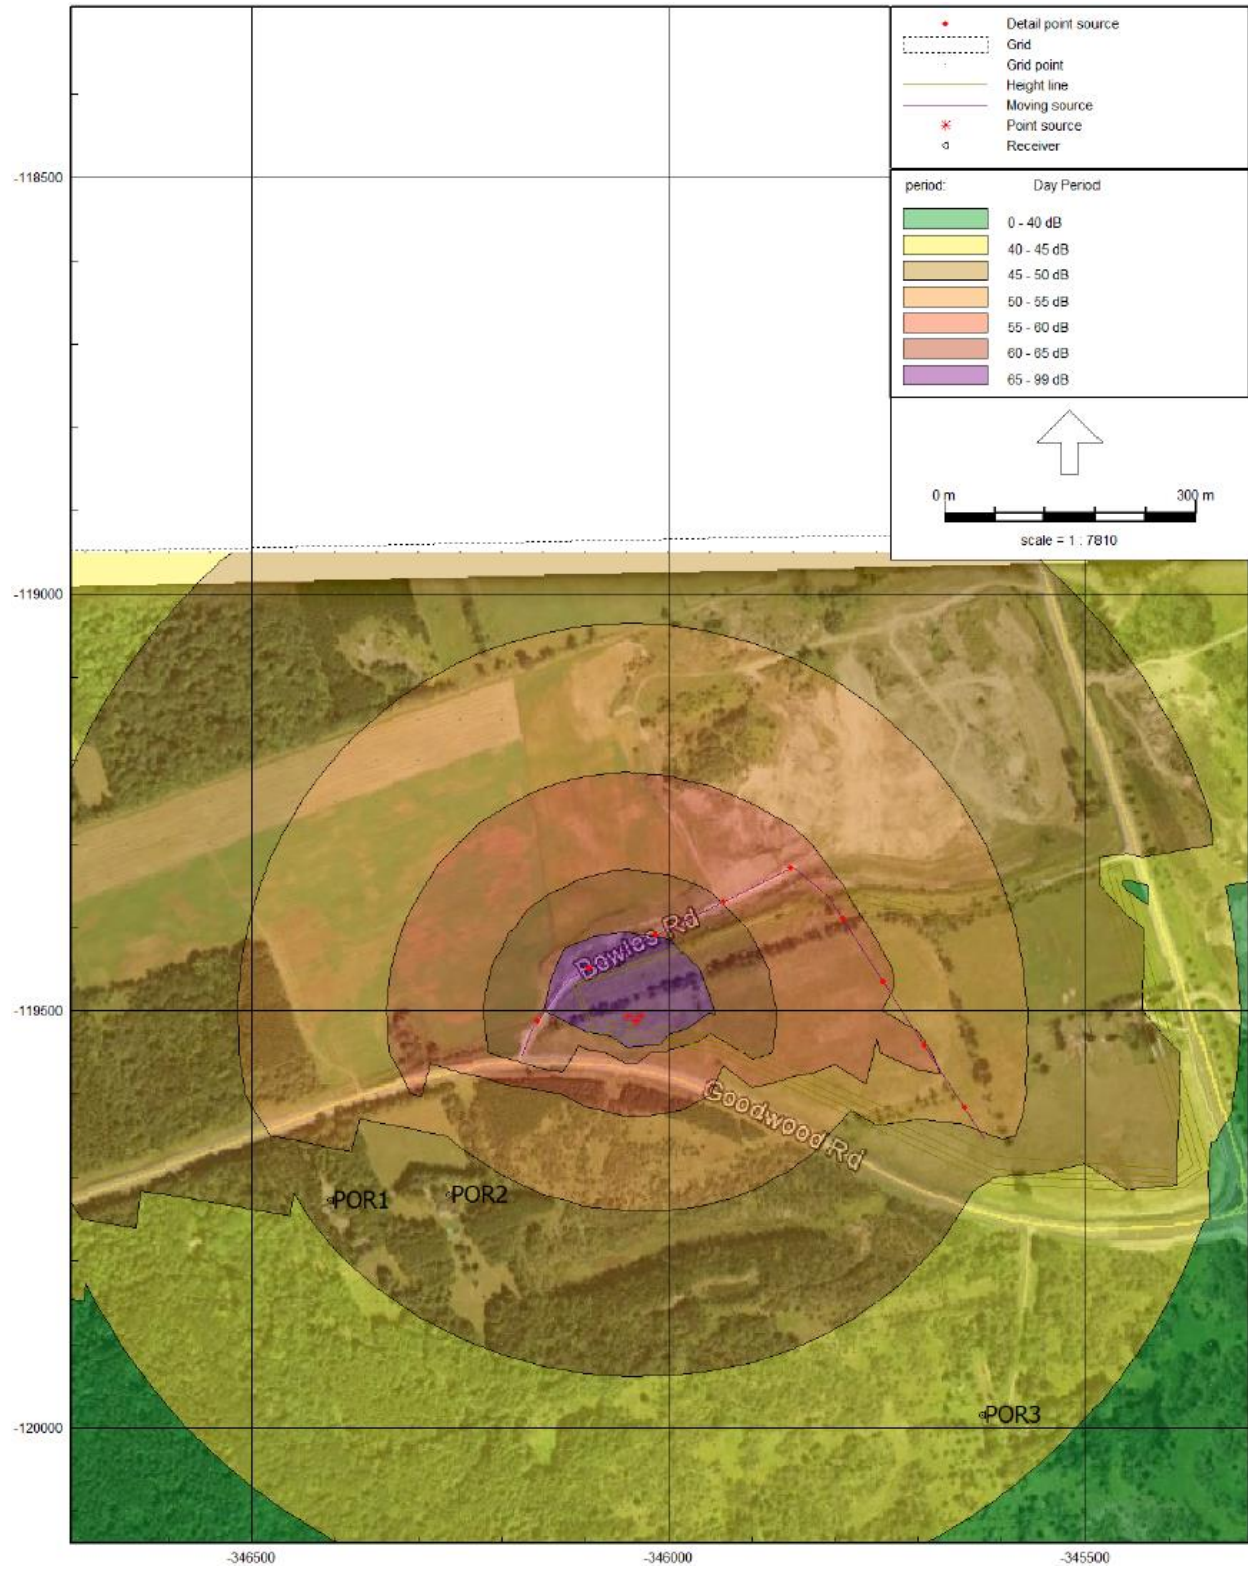 Detail point source
Grid
Grid point
Height line
Moving source
Point source
Receiver
period: Day Period
0 - 40 dB
40 - 45 dB
45 - 50 dB
50 - 55 dB
55 - 60 dB
60 - 65 dB
65 - 99 dB
0 m 300 m
scale = 1 : 7810
-118500
-119000
-119500
-120000
Bowles Rd
Goodwood Rd
POR1
POR2
POR3
-346500 -346000 -345500